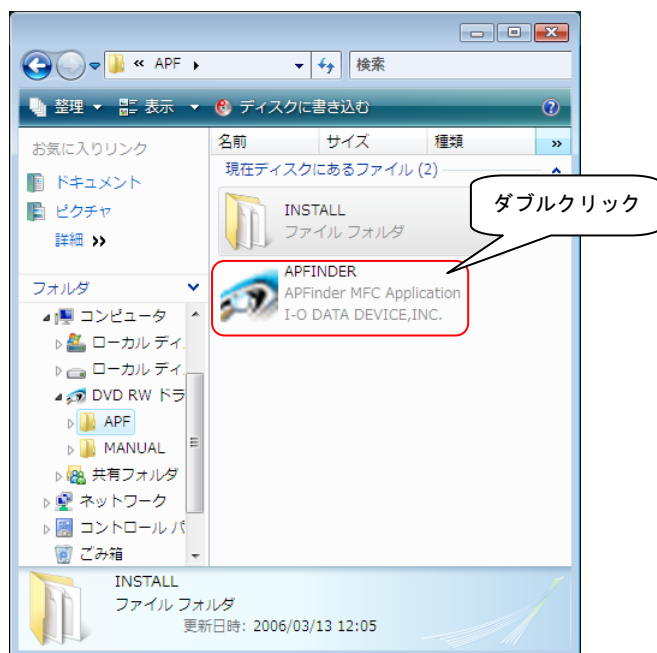 « APF
検索
整理 表示 ディスクに書き込む
お気に入りリンク
ドキュメント
ピクチャ
詳細 »
フォルダ
コンピュータ
ローカル ディ
ローカル ディ
DVD RW ドラ
APF
MANUAL
共有フォルダ
ネットワーク
コントロール パ
ごみ箱
名前 サイズ 種類 »
現在ディスクにあるファイル (2)
INSTALL
ファイル フォルダ
ダブルクリック
APFINDER
APFinder MFC Application
I-O DATA DEVICE,INC.
INSTALL
ファイル フォルダ
更新日時: 2006/03/13 12:05